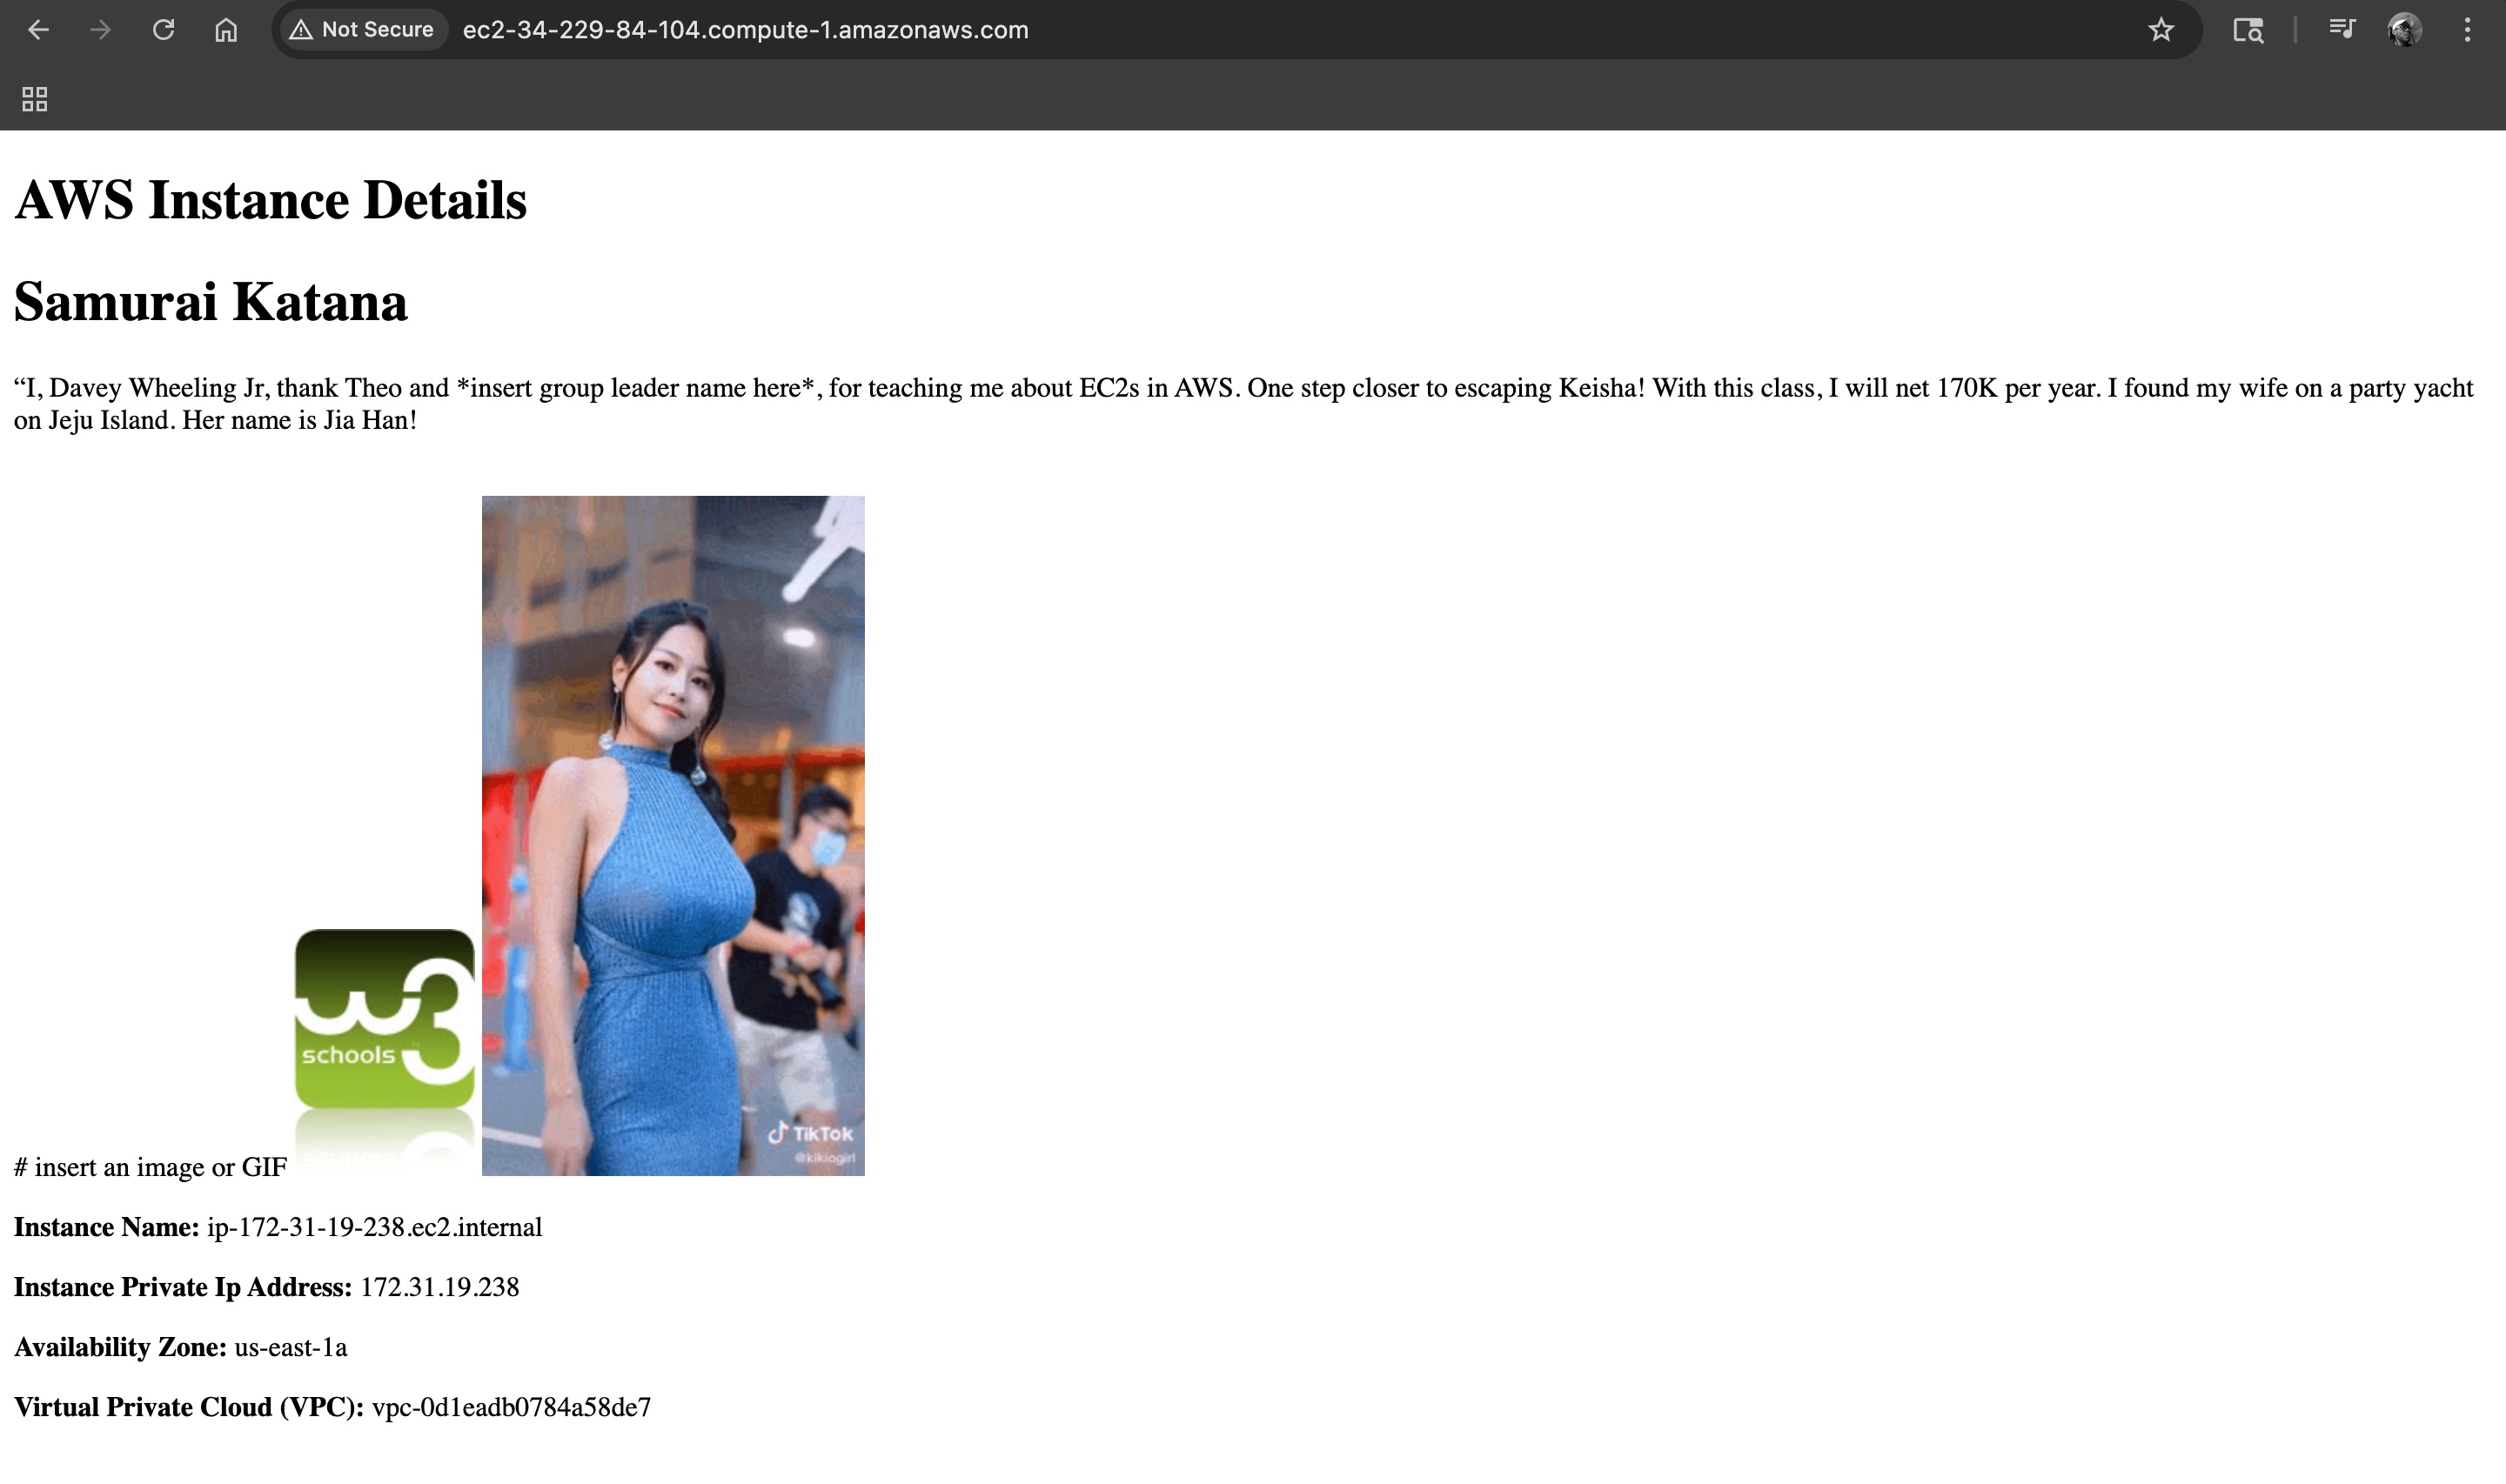 Not Secure ec2-34-229-84-104.compute-1.amazonaws.com
AWS Instance Details
Samurai Katana
“I, Davey Wheeling Jr, thank Theo and *insert group leader name here*, for teaching me about EC2s in AWS. One step closer to escaping Keisha! With this class, I will net 170K per year. I found my wife on a party yacht
on Jeju Island. Her name is Jia Han!
w3
schools
TikTok
@kikiogirl
# insert an image or GIF
Instance Name: ip-172-31-19-238.ec2.internal
Instance Private Ip Address: 172.31.19.238
Availability Zone: us-east-1a
Virtual Private Cloud (VPC): vpc-0d1eadb0784a58de7